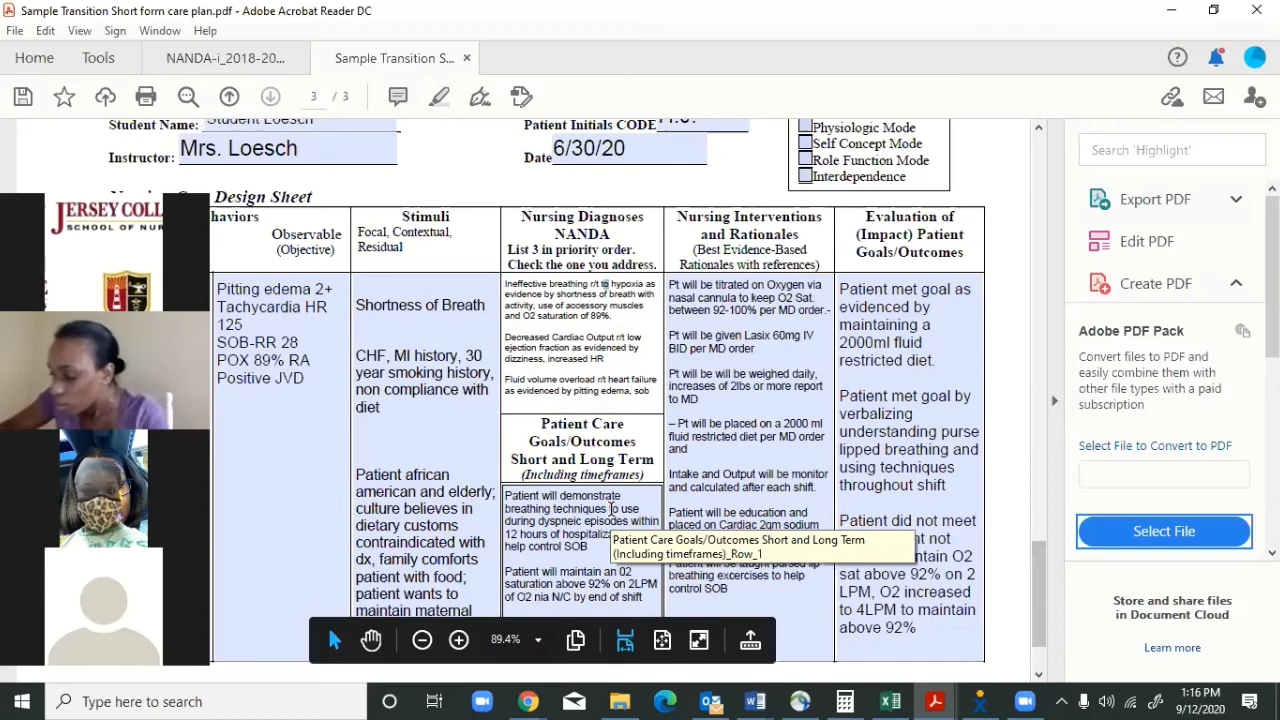 Sample Transition Short form care plan.pdf - Adobe Acrobat Reader DC
File Edit View Sign Window Help
Home Tools NANDA-i_2018-20... Sample Transition S... ×
3 / 3
Student Name: Student Loesch
Patient Initials CODE
Instructor: Mrs. Loesch
Date 6/30/20
Physiologic Mode
Self Concept Mode
Role Function Mode
Interdependence
Design Sheet
haviors
Observable
(Objective)
Pitting edema 2+
Tachycardia HR
125
SOB-RR 28
POX 89% RA
Positive JVD
Stimuli
Focal, Contextual,
Residual
Shortness of Breath
CHF, MI history, 30
year smoking history,
non compliance with
diet
Patient african
american and elderly;
culture believes in
dietary customs
contraindicated with
dx, family comforts
patient with food;
patient wants to
maintain maternal
Nursing Diagnoses
NANDA
List 3 in priority order.
Check the one you address.
Ineffective breathing r/t to hypoxia as
evidence by shortness of breath with
activity, use of accessory muscles
and O2 saturation of 89%.
Decreased Cardiac Output r/t low
ejection fraction as evidenced by
dizziness, increased HR
Fluid volume overload r/t heart failure
as evidenced by pitting edema, sob
Patient Care
Goals/Outcomes
Short and Long Term
(Including timeframes)
Patient will demonstrate
breathing techniques to use
during dyspneic episodes within
12 hours of hospitaliz
help control SOB
Patient will maintain an 02
saturation above 92% on 2LPM
of O2 nia N/C by end of shift
Nursing Interventions
and Rationales
(Best Evidence-Based
Rationales with references)
Pt will be titrated on Oxygen via
nasal cannula to keep O2 Sat.
between 92-100% per MD order.-
Pt will be given Lasix 60mg IV
BID per MD order
Pt will be will be weighed daily,
increases of 2lbs or more report
to MD
– Pt will be placed on a 2000 ml
fluid restricted diet per MD order
and
Intake and Output will be monitor
and calculated after each shift.
Patient will be education and
placed on Cardiac 2gm sodium
Patient will be taught pursed lip
breathing excercises to help
control SOB
Evaluation of
(Impact) Patient
Goals/Outcomes
Patient met goal as
evidenced by
maintaining a
2000ml fluid
restricted diet.
Patient met goal by
verbalizing
understanding purse
lipped breathing and
using techniques
throughout shift
Patient did not meet
not
ntain O2
sat above 92% on 2
LPM, O2 increased
to 4LPM to maintain
above 92%
Patient Care Goals/Outcomes Short and Long Term
(Including timeframes)_Row_1
JERSEY COLL
SCHOOL OF NUR
89.4%
Search 'Highlight'
Export PDF
Edit PDF
Create PDF
Adobe PDF Pack
Convert files to PDF and
easily combine them with
other file types with a paid
subscription
Select File to Convert to PDF
Select File
Store and share files
in Document Cloud
Learn more
Type here to search
1:16 PM
9/12/2020